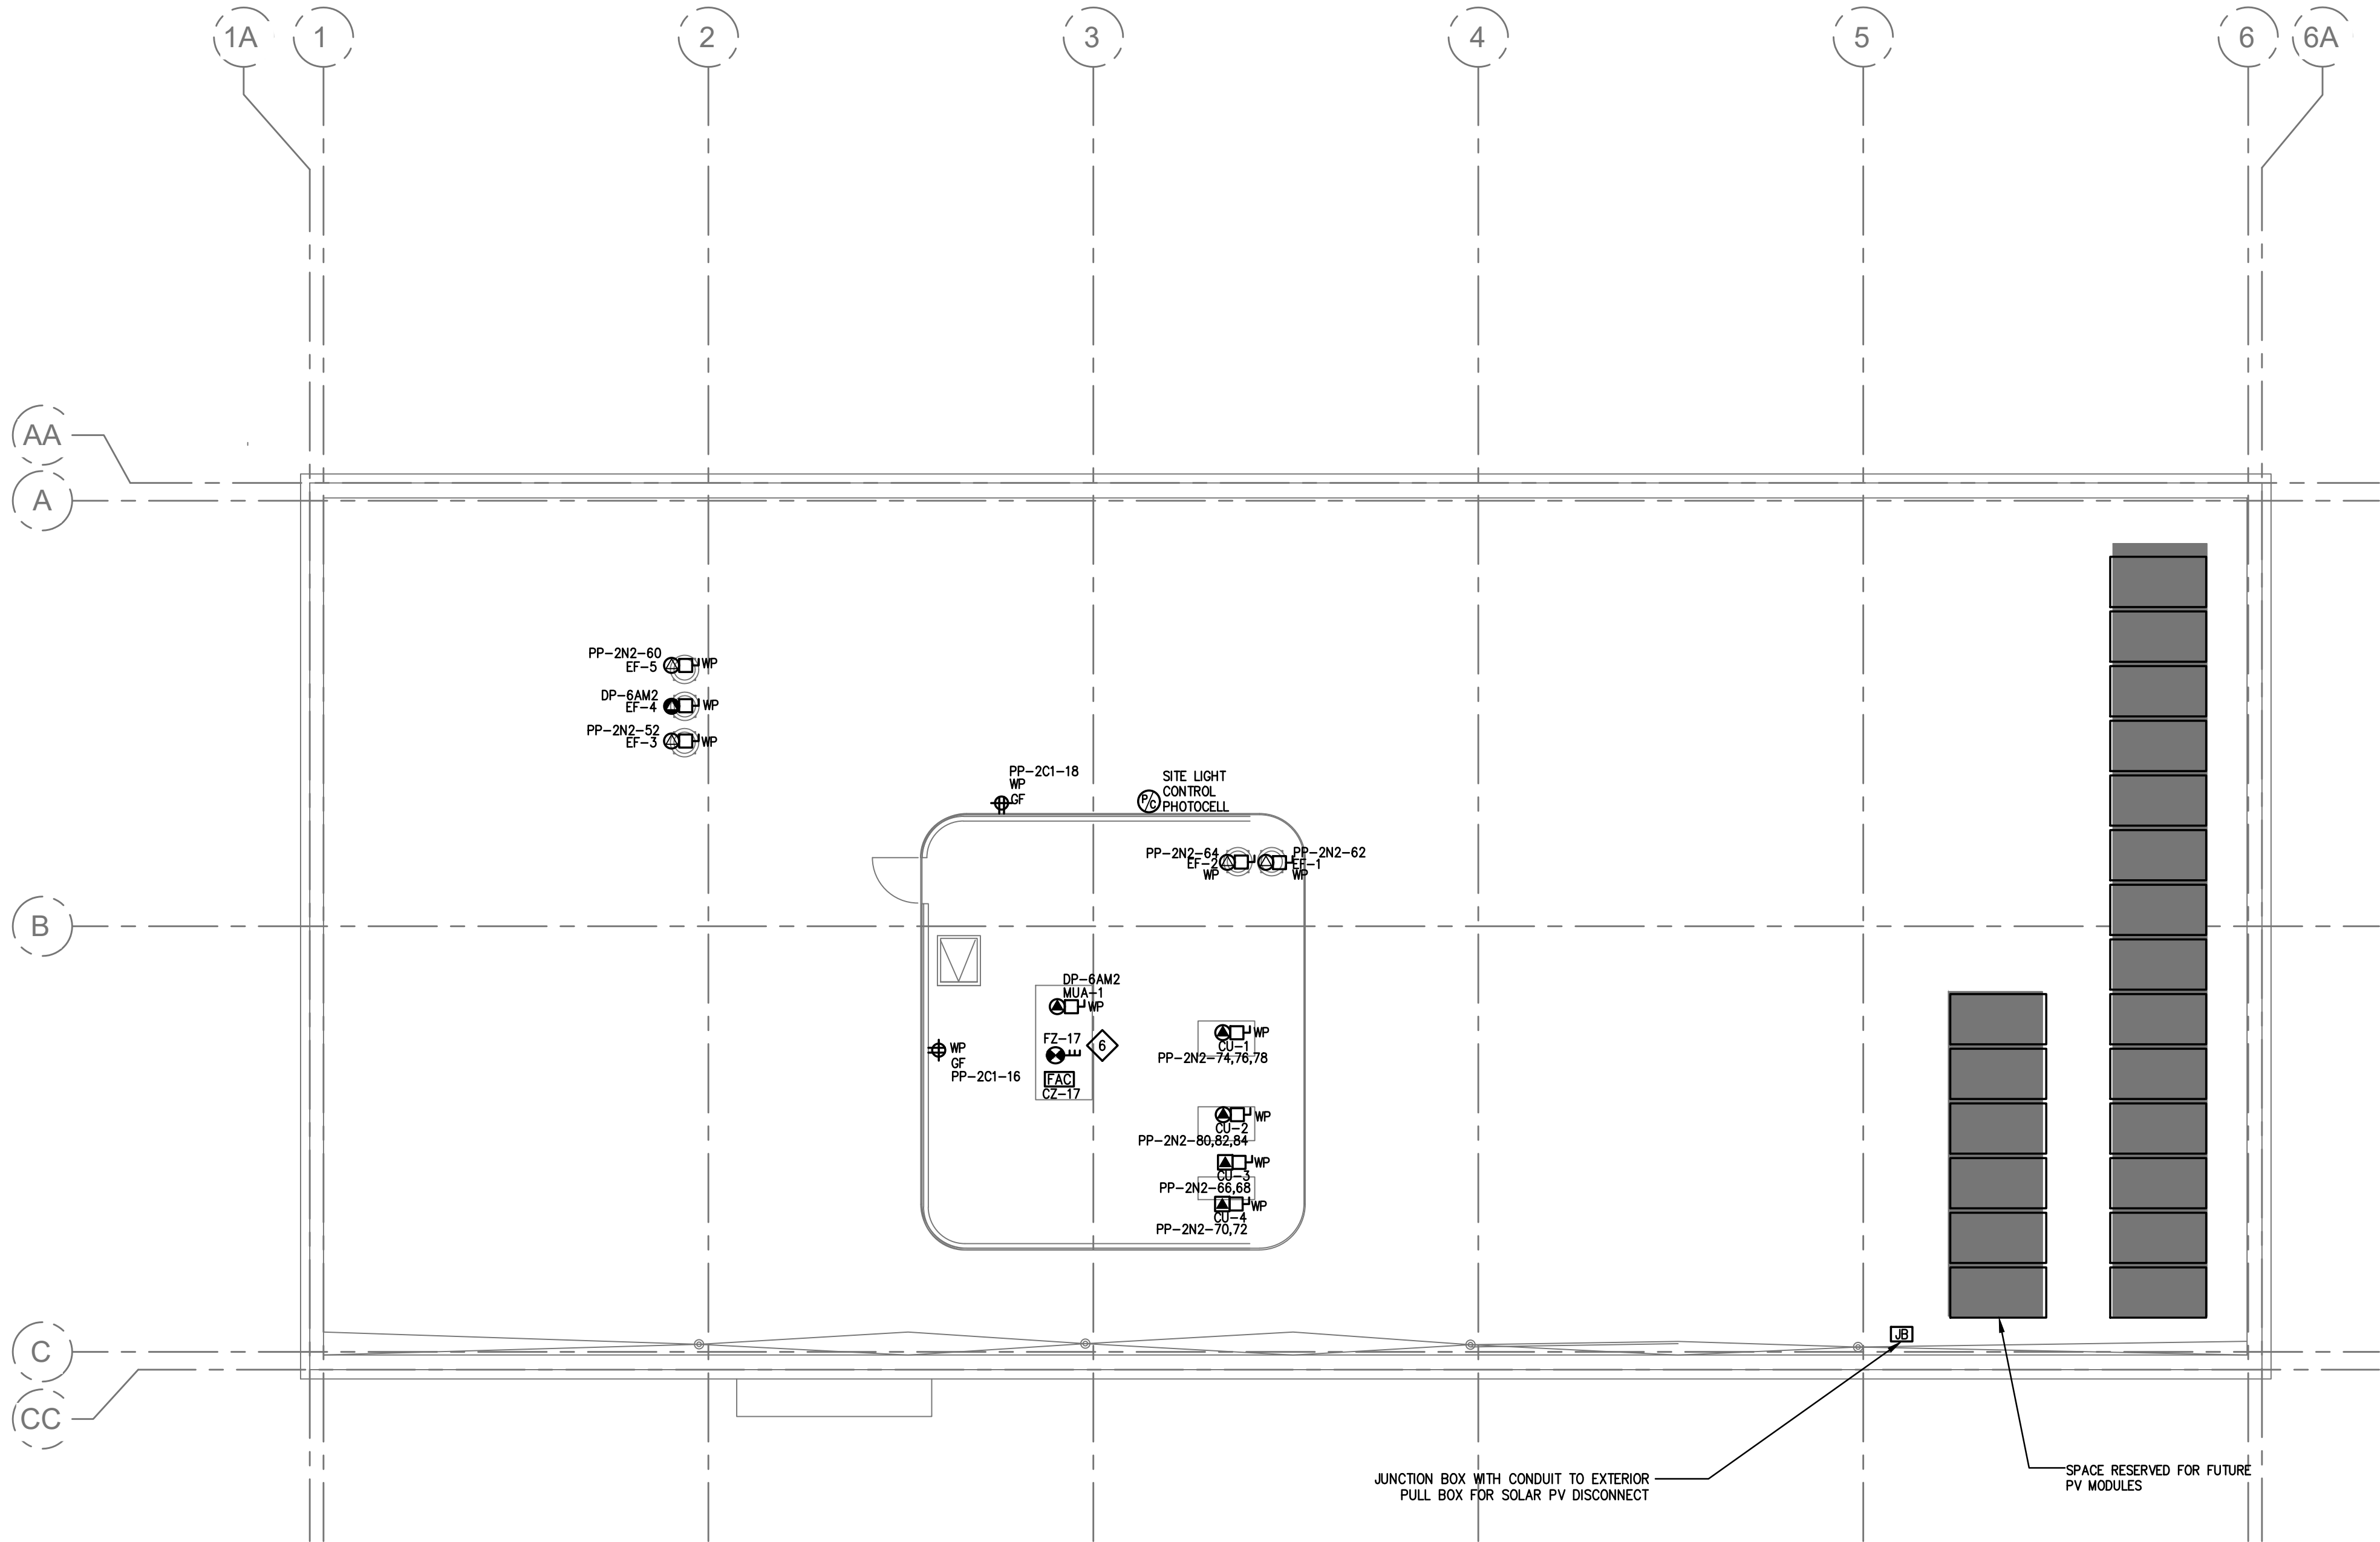 1A
1
2
3
4
5
6
6A
AA
A
PP-2N2-60
EF-5
WP
DP-6AM2
EF-4
WP
PP-2N2-52
EF-3
WP
PP-2C1-18
WP
GF
SITE LIGHT
CONTROL
PHOTOCELL
P/C
PP-2N2-64
EF-2
WP
PP-2N2-62
EF-1
WP
B
DP-6AM2
MUA-1
WP
FZ-17
6
FAC
CZ-17
WP
GF
PP-2C1-16
WP
CU-1
PP-2N2-74,76,78
WP
CU-2
PP-2N2-80,82,84
WP
CU-3
PP-2N2-66,68
WP
CU-4
PP-2N2-70,72
JB
C
CC
JUNCTION BOX WITH CONDUIT TO EXTERIOR
PULL BOX FOR SOLAR PV DISCONNECT
SPACE RESERVED FOR FUTURE
PV MODULES